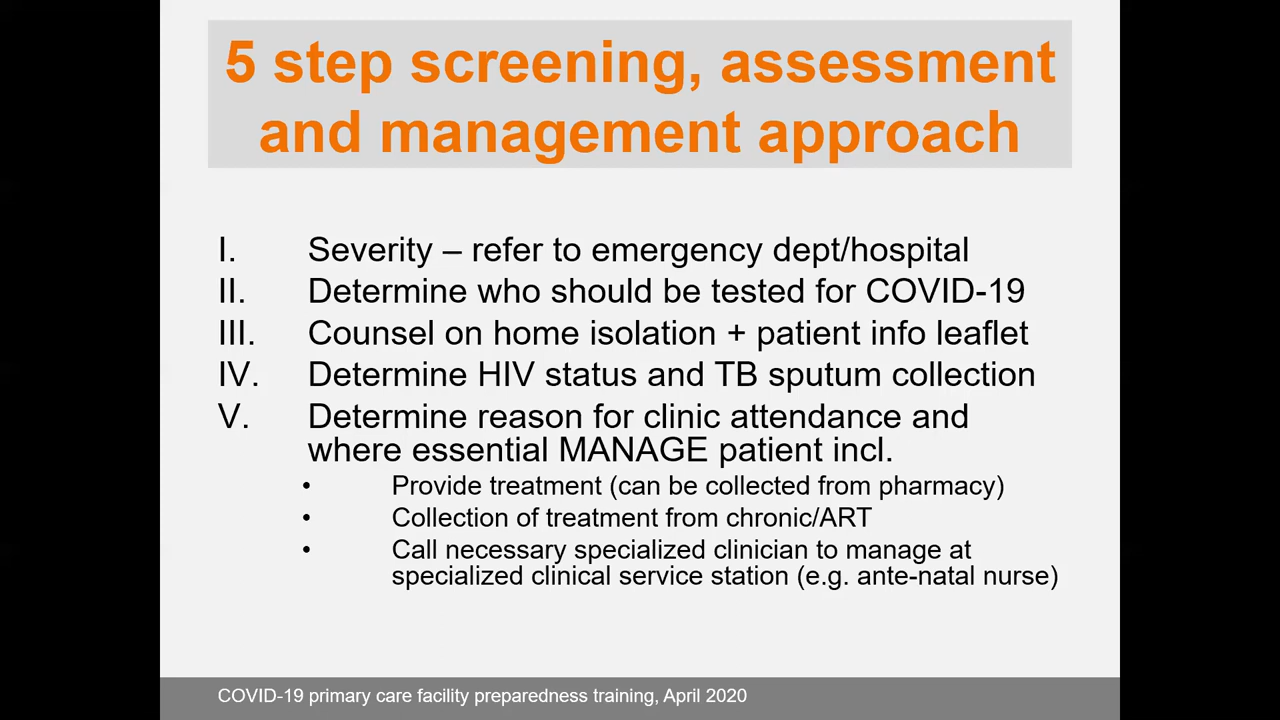 5 step screening, assessment
and management approach
I. Severity – refer to emergency dept/hospital
II. Determine who should be tested for COVID-19
III. Counsel on home isolation + patient info leaflet
IV. Determine HIV status and TB sputum collection
V. Determine reason for clinic attendance and
where essential MANAGE patient incl.
• Provide treatment (can be collected from pharmacy)
• Collection of treatment from chronic/ART
• Call necessary specialized clinician to manage at
specialized clinical service station (e.g. ante-natal nurse)
COVID-19 primary care facility preparedness training, April 2020